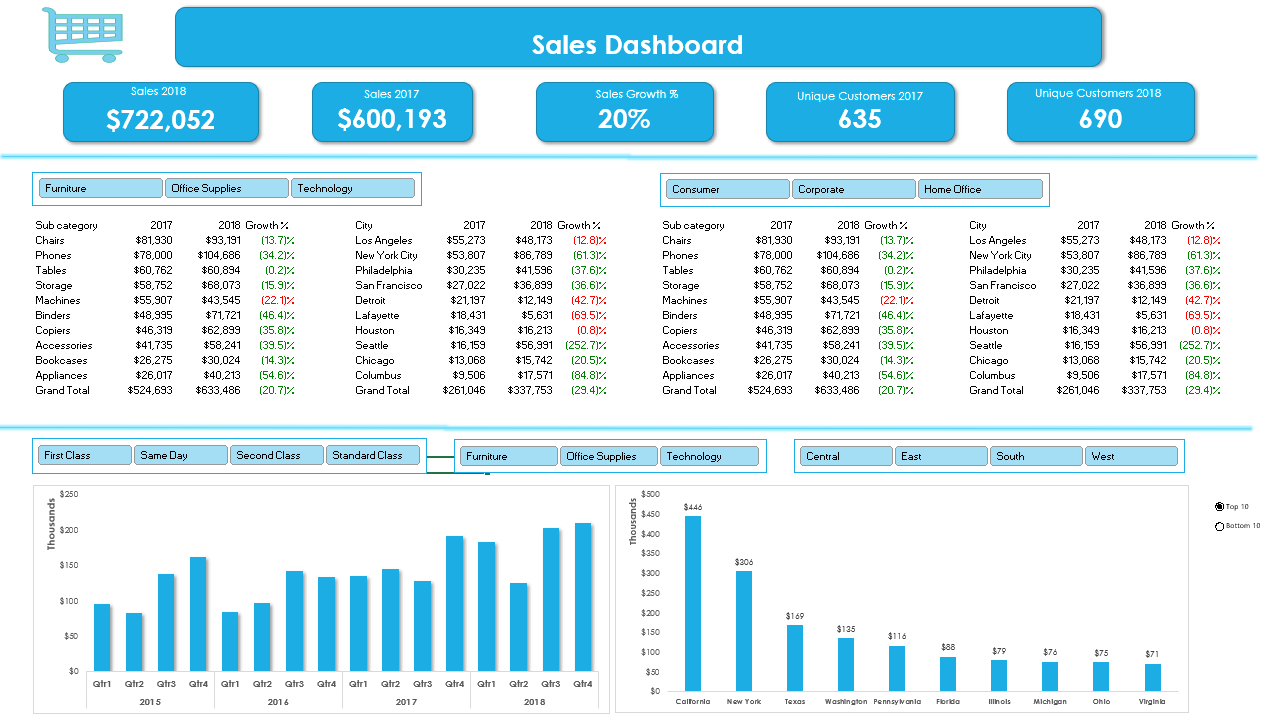 Sales Dashboard
Sales 2018
$722,052
Sales 2017
$600,193
Sales Growth %
20%
Unique Customers 2017
635
Unique Customers 2018
690
Furniture Office Supplies Technology
Consumer Corporate Home Office
Sub category 2017 2018 Growth % City 2017 2018 Growth % Sub category 2017 2018 Growth % City 2017 2018 Growth %
Chairs $81,930 $93,191 (13.7)% Los Angeles $55,273 $48,173 (12.8)% Chairs $81,930 $93,191 (13.7)% Los Angeles $55,273 $48,173 (12.8)%
Phones $78,000 $104,686 (34.2)% New York City $53,807 $86,789 (61.3)% Phones $78,000 $104,686 (34.2)% New York City $53,807 $86,789 (61.3)%
Tables $60,762 $60,894 (0.2)% Philadelphia $30,235 $41,596 (37.6)% Tables $60,762 $60,894 (0.2)% Philadelphia $30,235 $41,596 (37.6)%
Storage $58,752 $68,073 (15.9)% San Francisco $27,022 $36,899 (36.6)% Storage $58,752 $68,073 (15.9)% San Francisco $27,022 $36,899 (36.6)%
Machines $55,907 $43,545 (22.1)% Detroit $21,197 $12,149 (42.7)% Machines $55,907 $43,545 (22.1)% Detroit $21,197 $12,149 (42.7)%
Binders $48,995 $71,721 (46.4)% Lafayette $18,431 $5,631 (69.5)% Binders $48,995 $71,721 (46.4)% Lafayette $18,431 $5,631 (69.5)%
Copiers $46,319 $62,899 (35.8)% Houston $16,349 $16,213 (0.8)% Copiers $46,319 $62,899 (35.8)% Houston $16,349 $16,213 (0.8)%
Accessories $41,735 $58,241 (39.5)% Seattle $16,159 $56,991 (252.7)% Accessories $41,735 $58,241 (39.5)% Seattle $16,159 $56,991 (252.7)%
Bookcases $26,275 $30,024 (14.3)% Chicago $13,068 $15,742 (20.5)% Bookcases $26,275 $30,024 (14.3)% Chicago $13,068 $15,742 (20.5)%
Appliances $26,017 $40,213 (54.6)% Columbus $9,506 $17,571 (84.8)% Appliances $26,017 $40,213 (54.6)% Columbus $9,506 $17,571 (84.8)%
Grand Total $524,693 $633,486 (20.7)% Grand Total $261,046 $337,753 (29.4)% Grand Total $524,693 $633,486 (20.7)% Grand Total $261,046 $337,753 (29.4)%
First Class Same Day Second Class Standard Class
Furniture Office Supplies Technology
Central East South West
Thousands
$250
$200
$150
$100
$50
$0
Qtr1 Qtr2 Qtr3 Qtr4 Qtr1 Qtr2 Qtr3 Qtr4 Qtr1 Qtr2 Qtr3 Qtr4 Qtr1 Qtr2 Qtr3 Qtr4
2015 2016 2017 2018
Thousands
$500
$450
$400
$350
$300
$250
$200
$150
$100
$50
$0
$446 $306 $169 $135 $116 $88 $79 $76 $75 $71
California New York Texas Washington Pennsylvania Florida Illinois Michigan Ohio Virginia
Top 10
Bottom 10